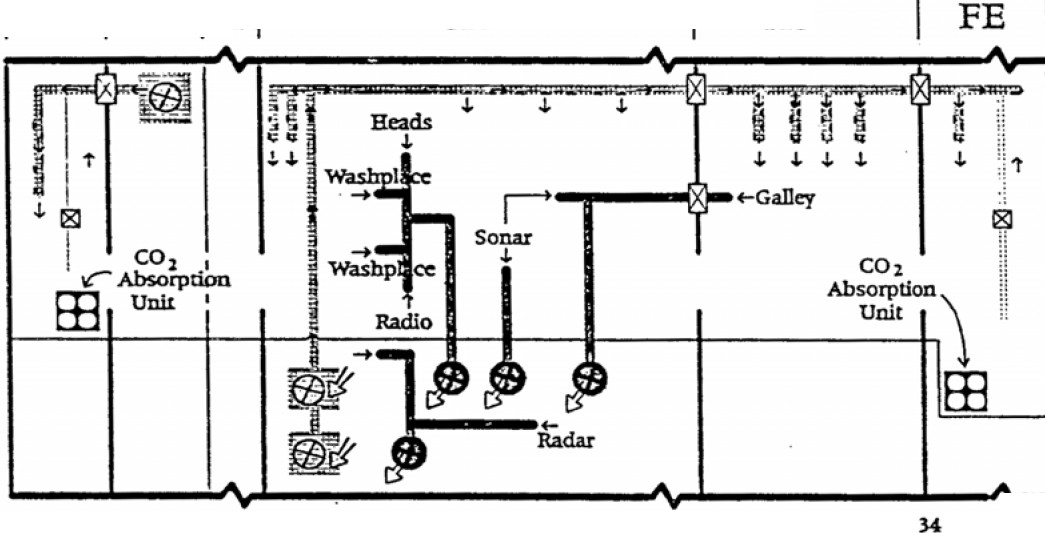 FE
Heads
Washplace
Galley
Sonar
CO2
Absorption
Unit
Washplace
CO2
Absorption
Unit
Radio
Radar
34